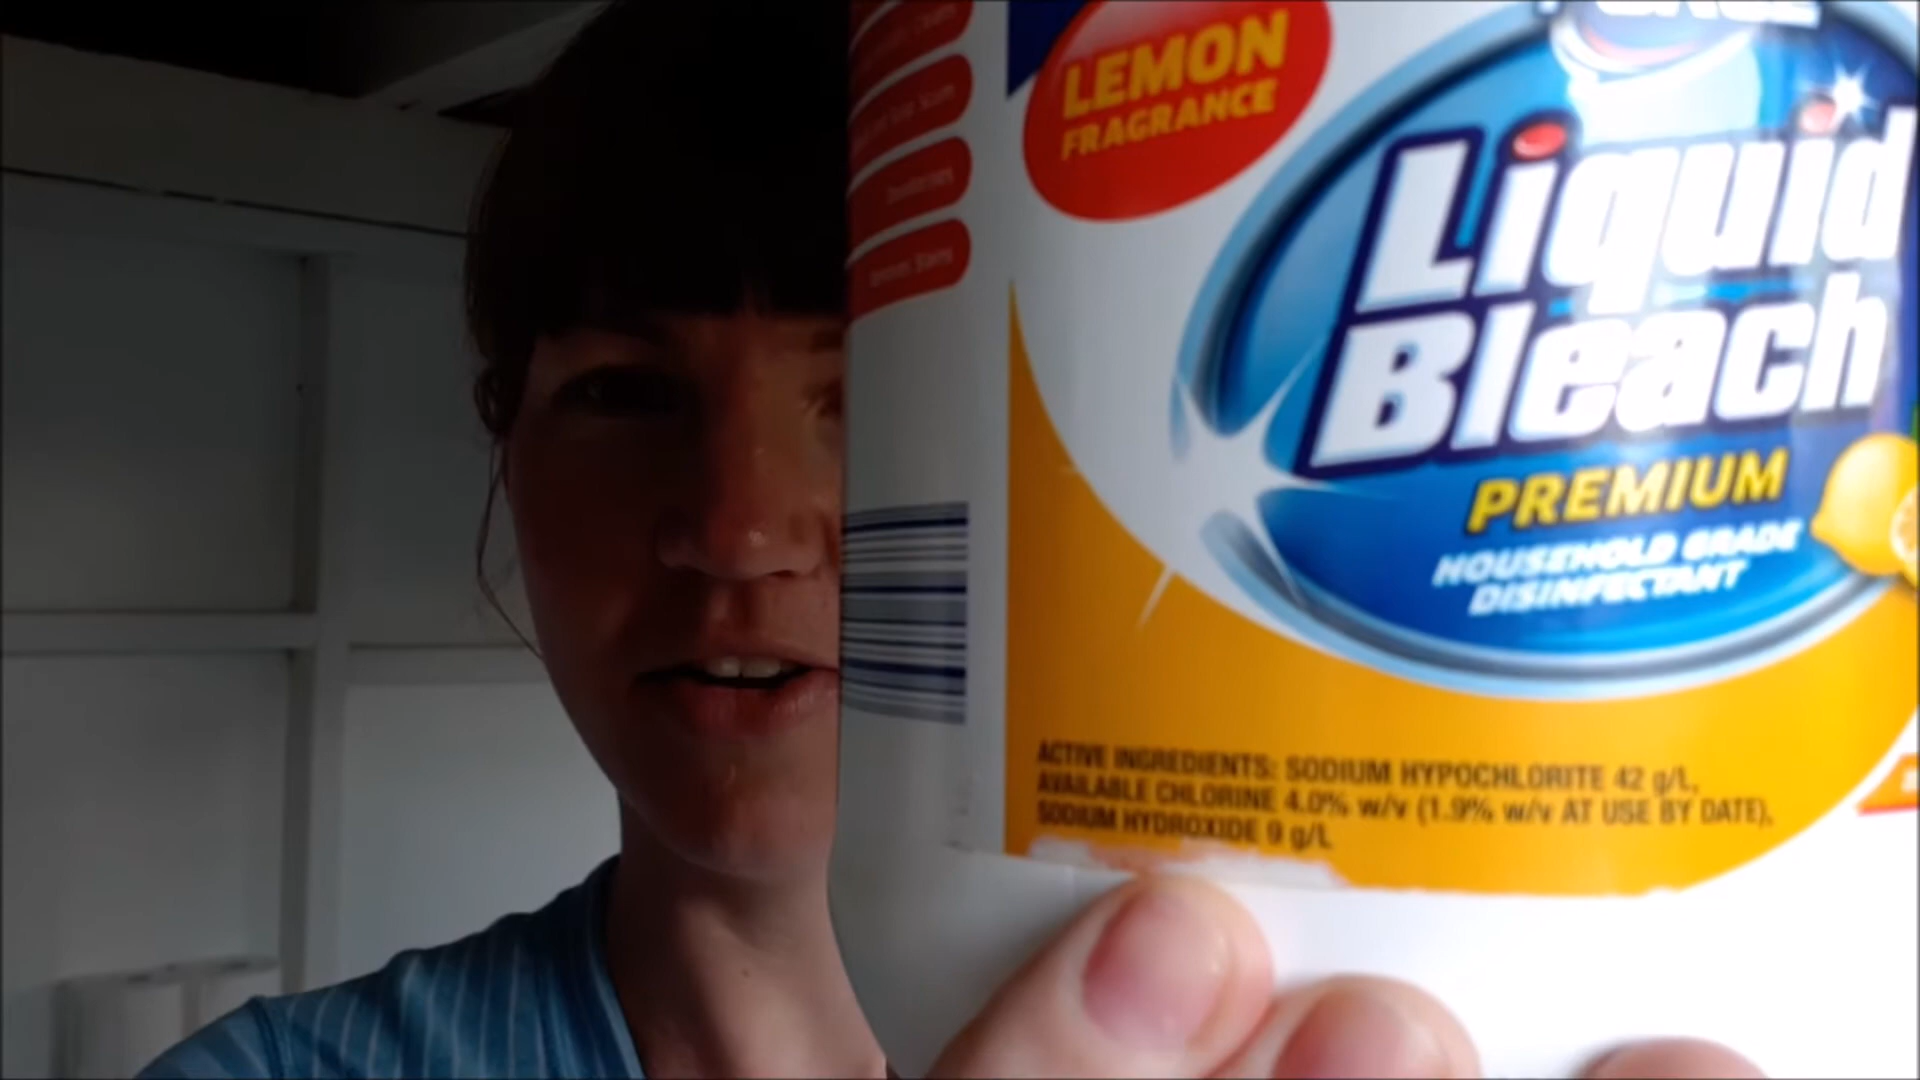 LEMON
FRAGRANCE
Liquid
Bleach
PREMIUM
HOUSEHOLD GRADE
DISINFECTANT
ACTIVE INGREDIENTS: SODIUM HYPOCHLORITE 42 g/L,
AVAILABLE CHLORINE 4.0% w/v (1.9% w/v AT USE BY DATE),
SODIUM HYDROXIDE 9 g/L